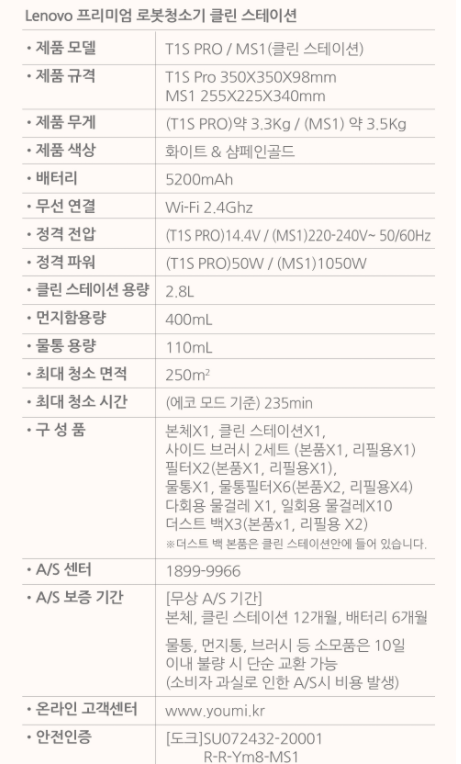 Lenovo 프리미엄 로봇청소기 클린 스테이션
• 제품 모델 T1S PRO / MS1(클린 스테이션)
• 제품 규격 T1S Pro 350X350X98mm
MS1 255X225X340mm
• 제품 무게 (T1S PRO)약 3.3Kg / (MS1) 약 3.5Kg
• 제품 색상 화이트 & 샴페인골드
• 배터리 5200mAh
• 무선 연결 Wi-Fi 2.4Ghz
• 정격 전압 (T1S PRO)14.4V / (MS1)220-240V~ 50/60Hz
• 정격 파워 (T1S PRO)50W / (MS1)1050W
• 클린 스테이션 용량 2.8L
• 먼지함용량 400mL
• 물통 용량 110mL
• 최대 청소 면적 250m²
• 최대 청소 시간 (에코 모드 기준) 235min
• 구 성 품 본체X1, 클린 스테이션X1,
사이드 브러시 2세트 (본품X1, 리필용X1)
필터X2(본품X1, 리필용X1),
물통X1, 물통필터X6(본품X2, 리필용X4)
다회용 물걸레 X1, 일회용 물걸레X10
더스트 백X3(본품x1, 리필용 X2)
※더스트 백 본품은 클린 스테이션안에 들어 있습니다.
• A/S 센터 1899-9966
• A/S 보증 기간 [무상 A/S 기간]
본체, 클린 스테이션 12개월, 배터리 6개월
물통, 먼지통, 브러시 등 소모품은 10일
이내 불량 시 단순 교환 가능
(소비자 과실로 인한 A/S시 비용 발생)
• 온라인 고객센터 www.youmi.kr
• 안전인증 [도크]SU072432-20001
R-R-Ym8-MS1